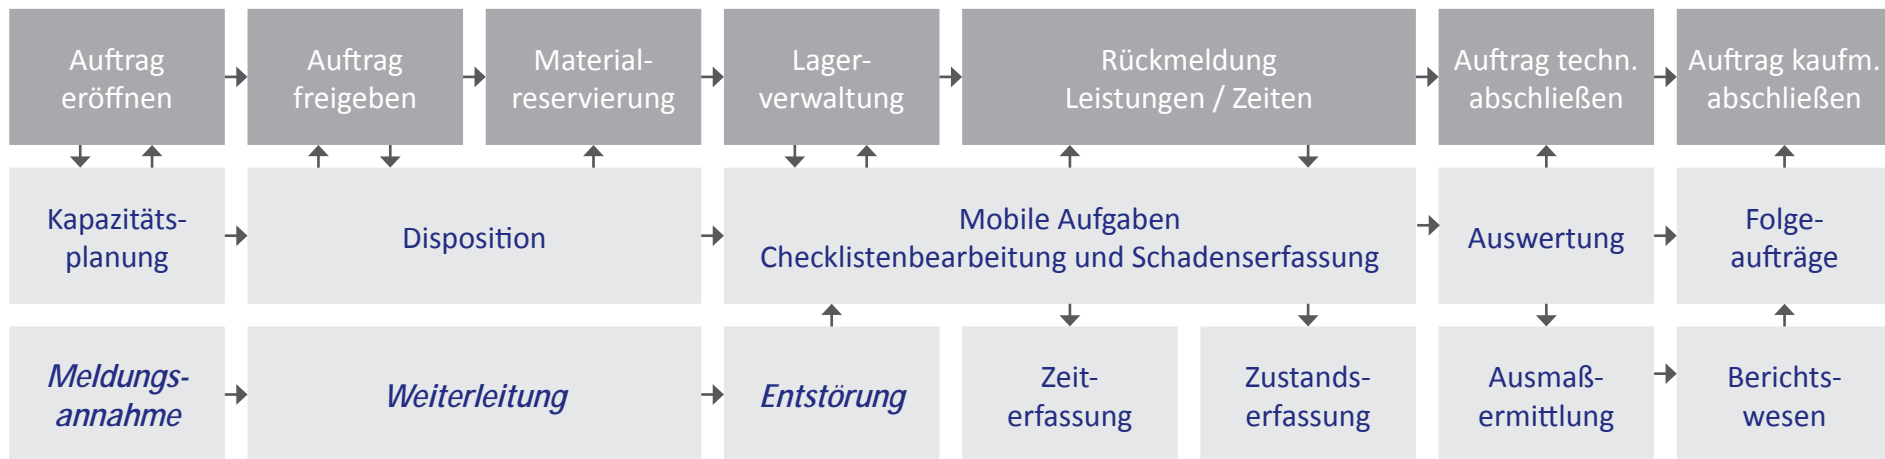 Auftrag
eröffnen
Auftrag
freigeben
Material-
reservierung
Lager-
verwaltung
Rückmeldung
Leistungen / Zeiten
Auftrag techn.
abschließen
Auftrag kaufm.
abschließen
Kapazitäts-
planung
Disposition
Mobile Aufgaben
Checklistenbearbeitung und Schadenserfassung
Auswertung
Folge-
aufträge
Meldungs-
annahme
Weiterleitung
Entstörung
Zeit-
erfassung
Zustands-
erfassung
Ausmaß-
ermittlung
Berichts-
wesen